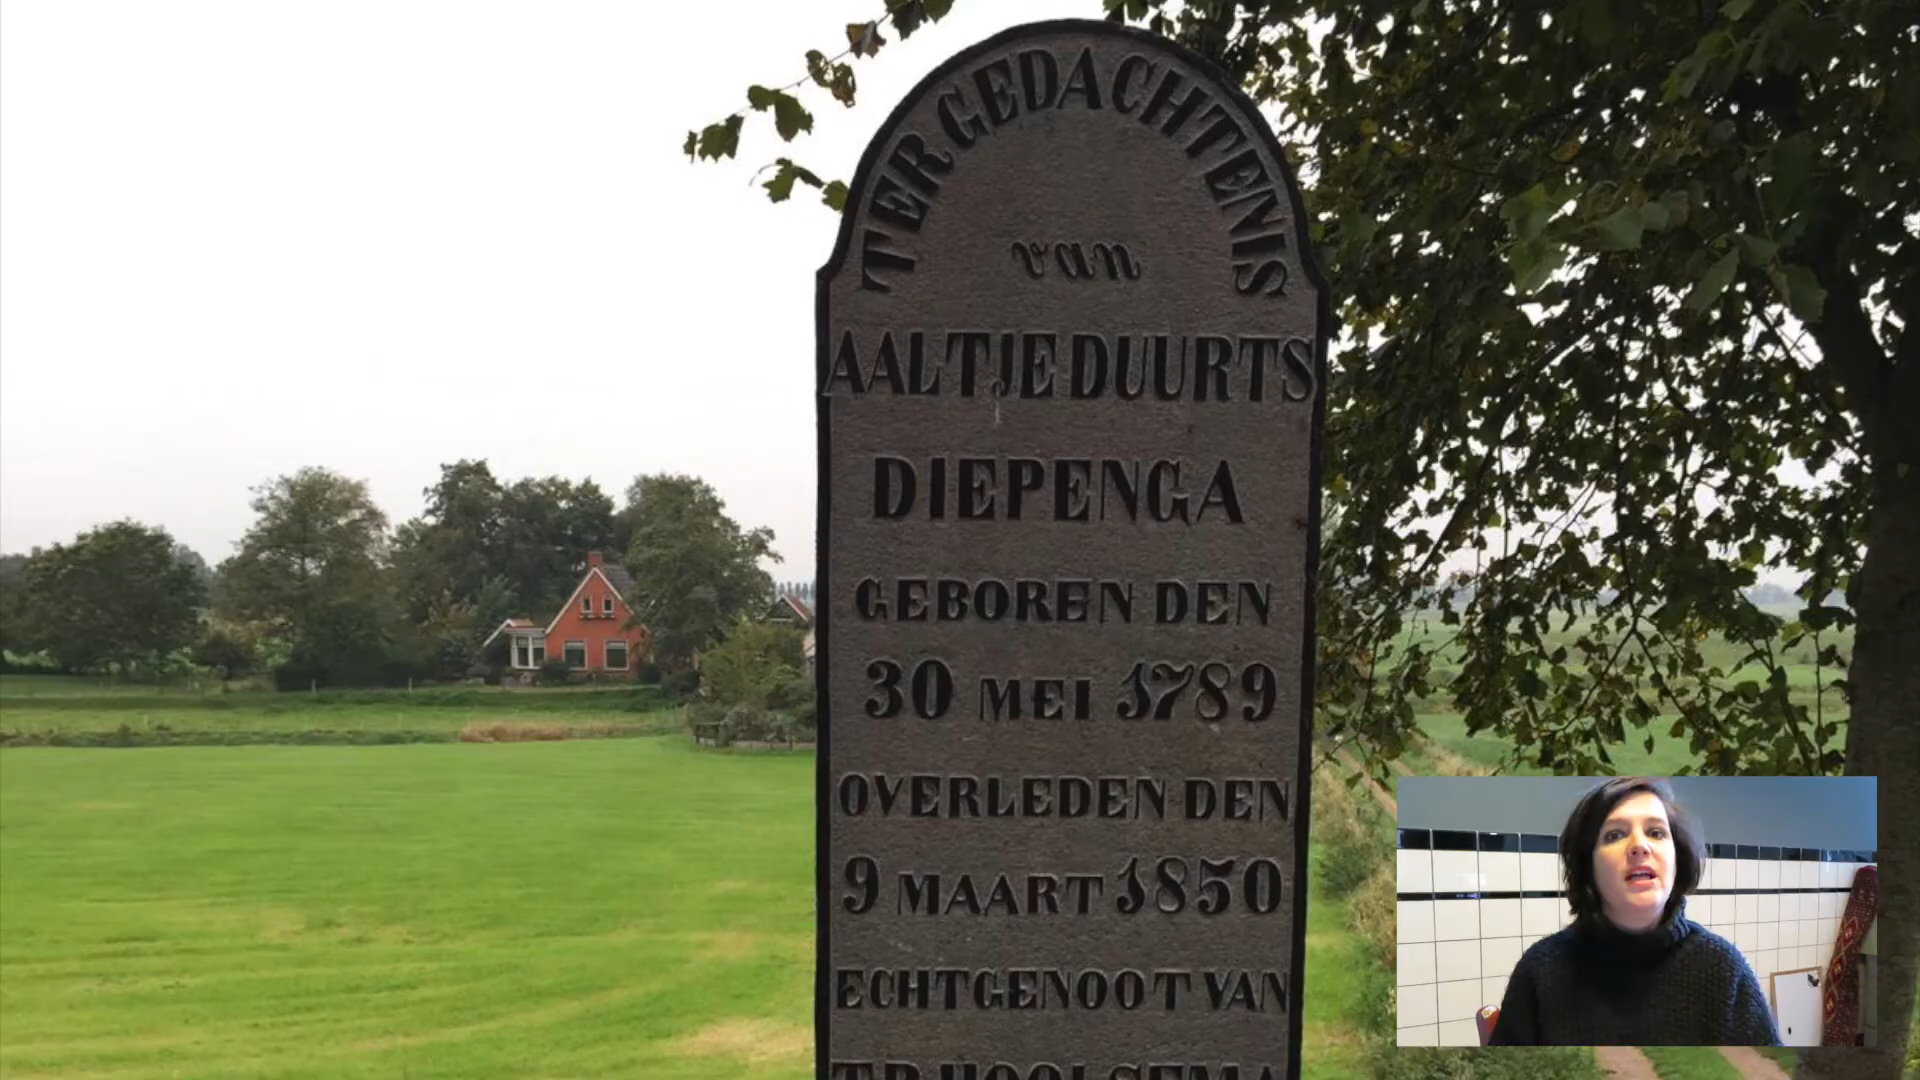 TER GEDACHTENIS
van
AALTJE DUURTS
DIEPENGA
GEBOREN DEN
30 MEI 1789
OVERLEDEN DEN
9 MAART 1850
ECHTGENOOT VAN